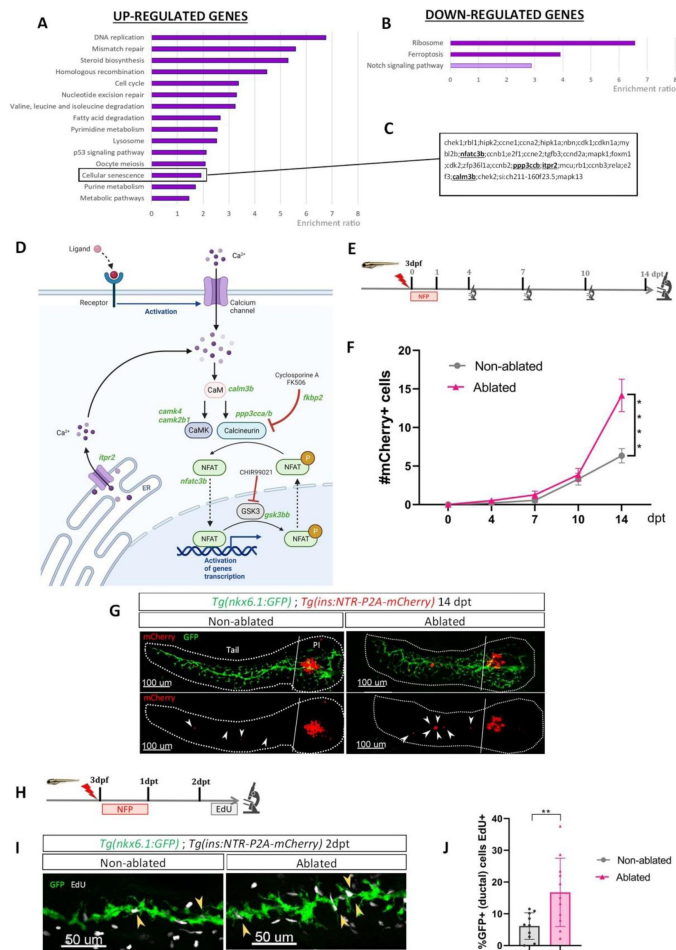 A
UP-REGULATED GENES
DNA replication
Mismatch repair
Steroid biosynthesis
Homologous recombination
Cell cycle
Nucleotide excision repair
Valine, leucine and isoleucine degradation
Fatty acid degradation
Pyrimidine metabolism
Lysosome
p53 signaling pathway
Oocyte meiosis
Cellular senescence
Purine metabolism
Metabolic pathways
0 1 2 3 4 5 6 7 8
Enrichment ratio
B
DOWN-REGULATED GENES
Ribosome
Ferroptosis
Notch signaling pathway
0 1 2 3 4 5 6 7 8
Enrichment ratio
C
chek1;rbl1;hipk2;ccne1;ccna2;hipk1a;nbn;cdk1;cdkn1a;my
bl2b;nfatc3b;ccnb1;e2f1;ccne2;tgfb3;ccnd2a;mapk1;foxm1
;cdk2;zfp36l1a;ccnb2;ppp3ccb;itpr2;mcu;rb1;ccnb3;rela;e2
f3;calm3b;chek2;si:ch211-160f23.5;mapk13
D
Ligand
Ca²⁺
Receptor
Activation
Calcium
channel
CaM
calm3b
Cyclosporine A
FK506
fkbp2
camk4
camk2b1
ppp3cca/b
CaMK
Calcineurin
Ca²⁺
itpr2
ER
NFAT
NFAT
P
nfatc3b
CHIR99021
GSK3
gsk3bb
NFAT
NFAT
P
Activation
of genes
transcription
E
3dpf
0 1 4 7 10 14 dpt
NFP
F
#mCherry+ cells
20
15
10
5
0
Non-ablated
Ablated
****
0 4 7 10 14 dpt
G
Tg(nkx6.1:GFP) ; Tg(ins:NTR-P2A-mCherry) 14 dpt
Non-ablated
Ablated
mCherry GFP
Tail
PI
100 um
100 um
mCherry
100 um
100 um
H
3dpf 1dpt 2dpt
NFP
EdU
I
Tg(nkx6.1:GFP) ; Tg(ins:NTR-P2A-mCherry) 2dpt
Non-ablated
Ablated
GFP EdU
50 um
50 um
J
%GFP+ (ductal) cells EdU+
40
30
20
10
0
**
Non-ablated
Ablated